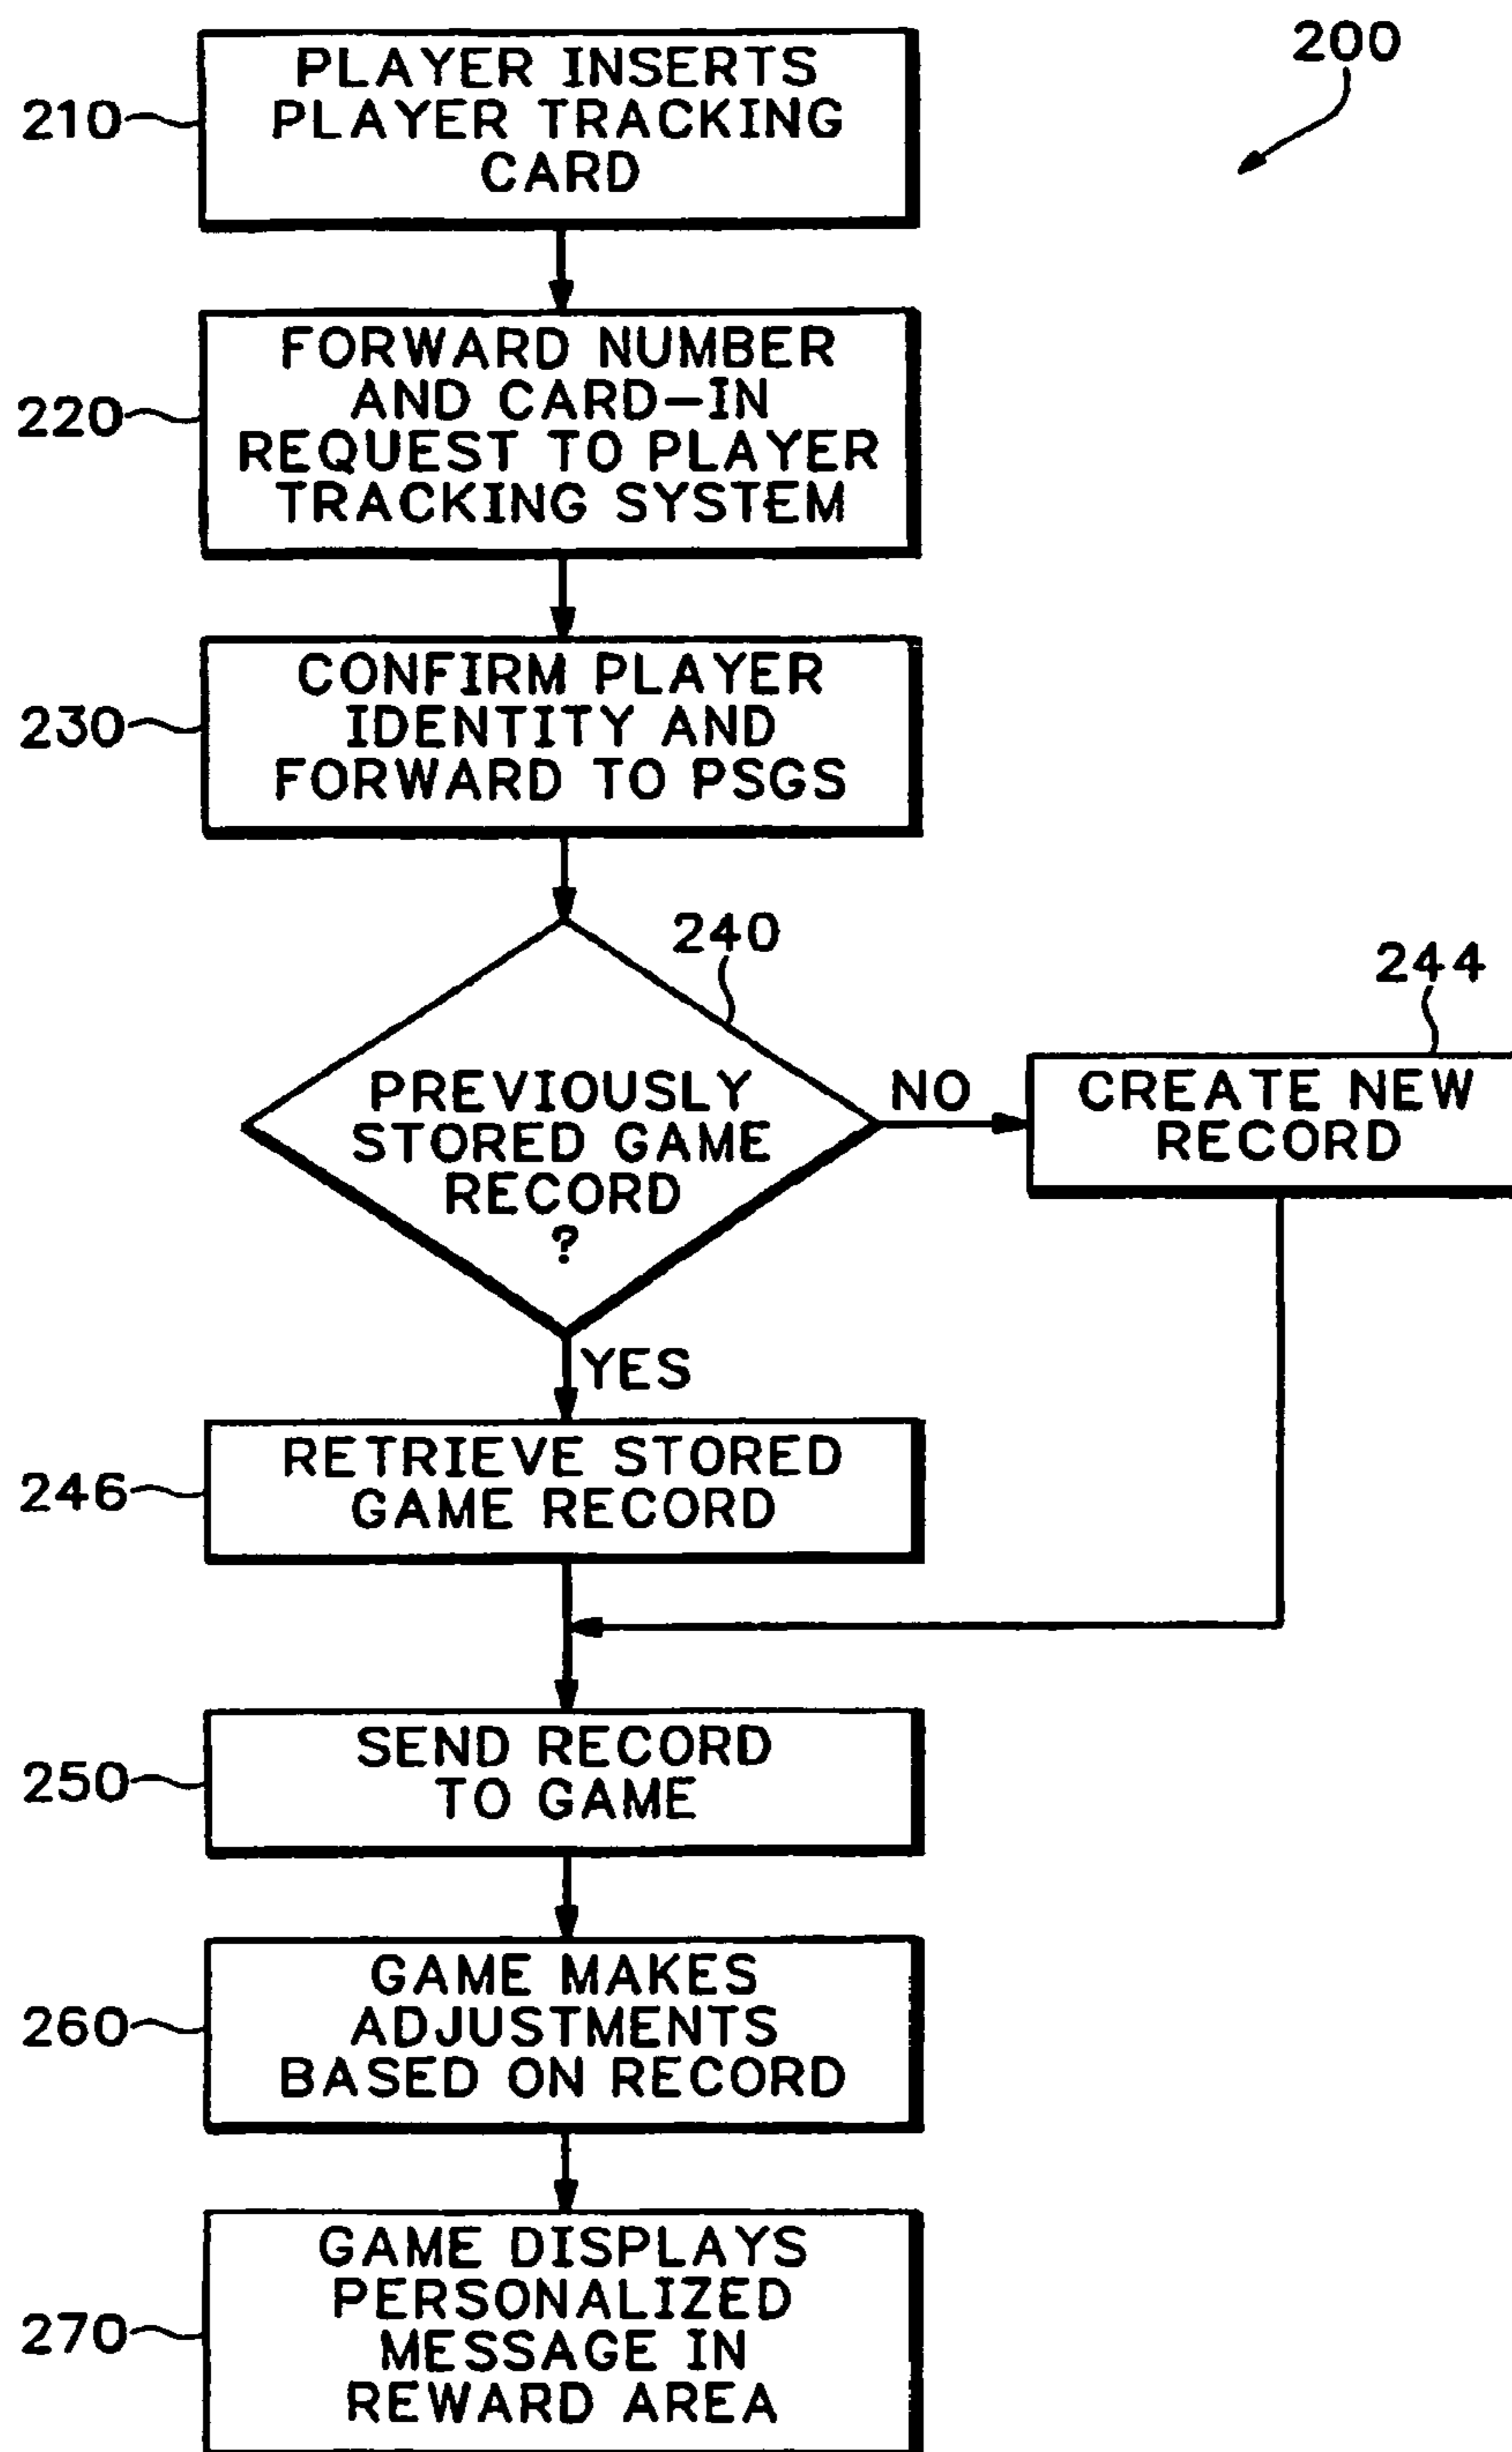 200
210
PLAYER INSERTS
PLAYER TRACKING
CARD
220
FORWARD NUMBER
AND CARD-IN
REQUEST TO PLAYER
TRACKING SYSTEM
230
CONFIRM PLAYER
IDENTITY AND
FORWARD TO PSGS
240
PREVIOUSLY
STORED GAME
RECORD
?
NO
244
CREATE NEW
RECORD
YES
246
RETRIEVE STORED
GAME RECORD
250
SEND RECORD
TO GAME
260
GAME MAKES
ADJUSTMENTS
BASED ON RECORD
270
GAME DISPLAYS
PERSONALIZED
MESSAGE IN
REWARD AREA